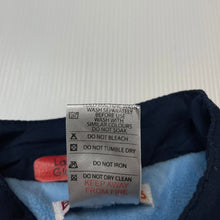 WASH SEPARATELY
BEFORE USE
WASH WITH
SIMILAR COLOURS
DO NOT SOAK
DO NOT BLEACH
DO NOT TUMBLE DRY
DO NOT IRON
DO NOT DRY CLEAN
KEEP AWAY
FROM FIRE